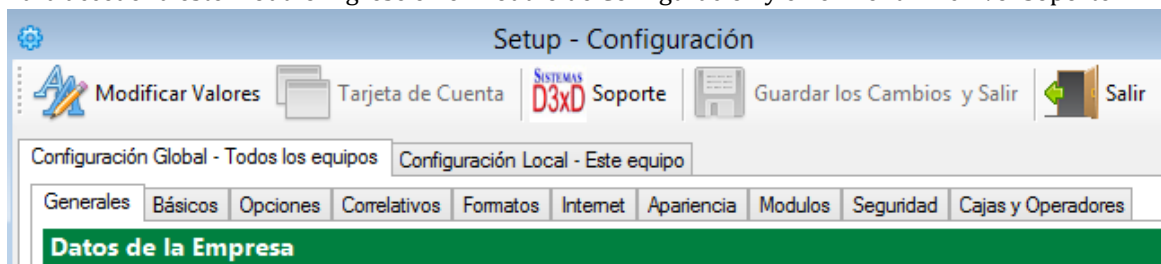 Setup - Configuración
Modificar Valores Tarjeta de Cuenta SISTEMAS D3xD Soporte Guardar los Cambios y Salir Salir
Configuración Global - Todos los equipos Configuración Local - Este equipo
Generales Básicos Opciones Correlativos Formatos Internet Apariencia Modulos Seguridad Cajas y Operadores
Datos de la Empresa